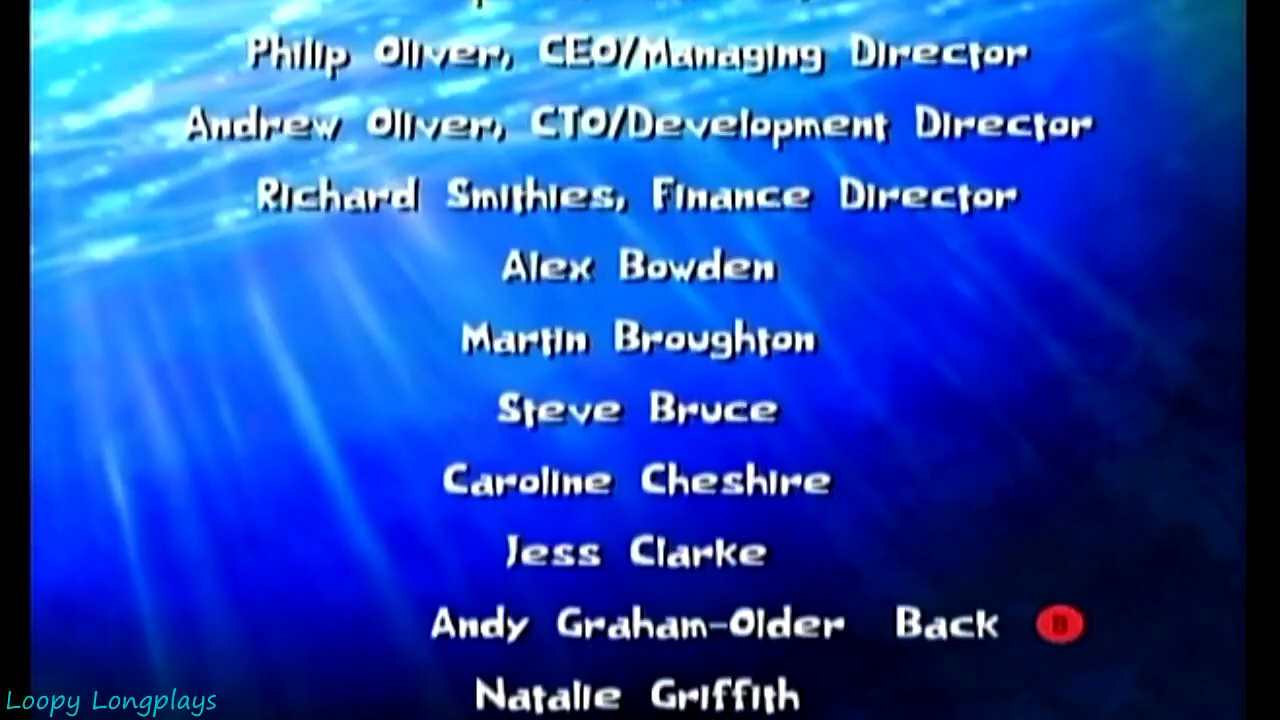 Philip Oliver, CEO/Managing Director
Andrew Oliver, CTO/Development Director
Richard Smithies, Finance Director
Alex Bowden
Martin Broughton
Steve Bruce
Caroline Cheshire
Jess Clarke
Andy Graham-Older Back B
Natalie Griffith
Loopy Longplays